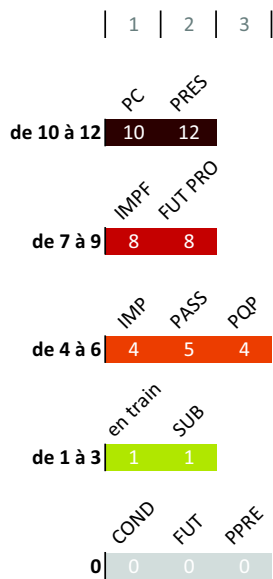 1 2 3
PC PRES
de 10 à 12 10 12
IMPF FUT PRO
de 7 à 9 8 8
IMP PASS PQP
de 4 à 6 4 5 4
en train SUB
de 1 à 3 1 1
COND FUT PPRE
0 0 0 0